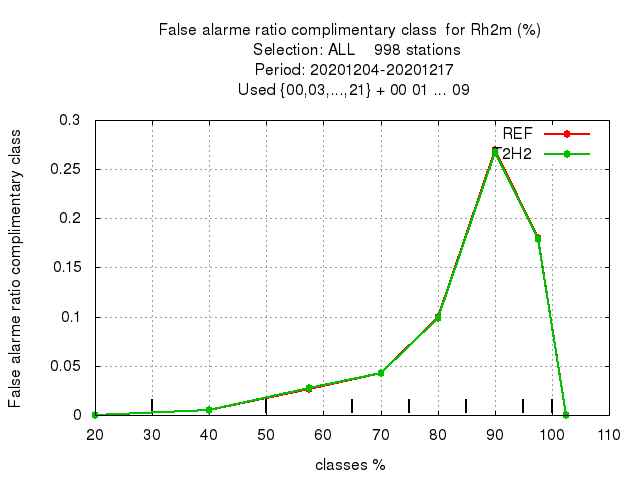 False alarme ratio complimentary class  for Rh2m (%)
Selection: ALL    998 stations
Period: 20201204-20201217
Used {00,03,...,21} + 00 01 ... 09
False alarme ratio complimentary class
0.3
0.25
0.2
0.15
0.1
0.05
0
REF
2H2
20 30 40 50 60 70 80 90 100 110
classes %